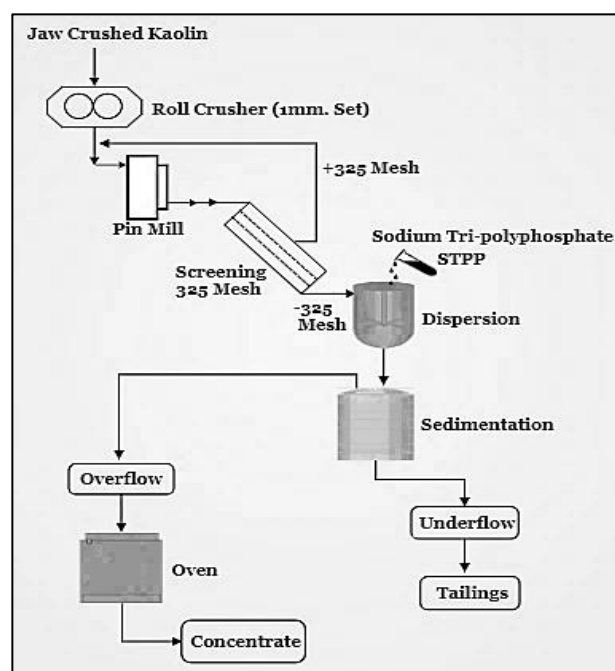 Jaw Crushed Kaolin
Roll Crusher (1mm. Set)
+325 Mesh
Pin Mill
Sodium Tri-polyphosphate
STPP
Screening
325 Mesh
-325
Mesh
Dispersion
Sedimentation
Overflow
Underflow
Oven
Tailings
Concentrate